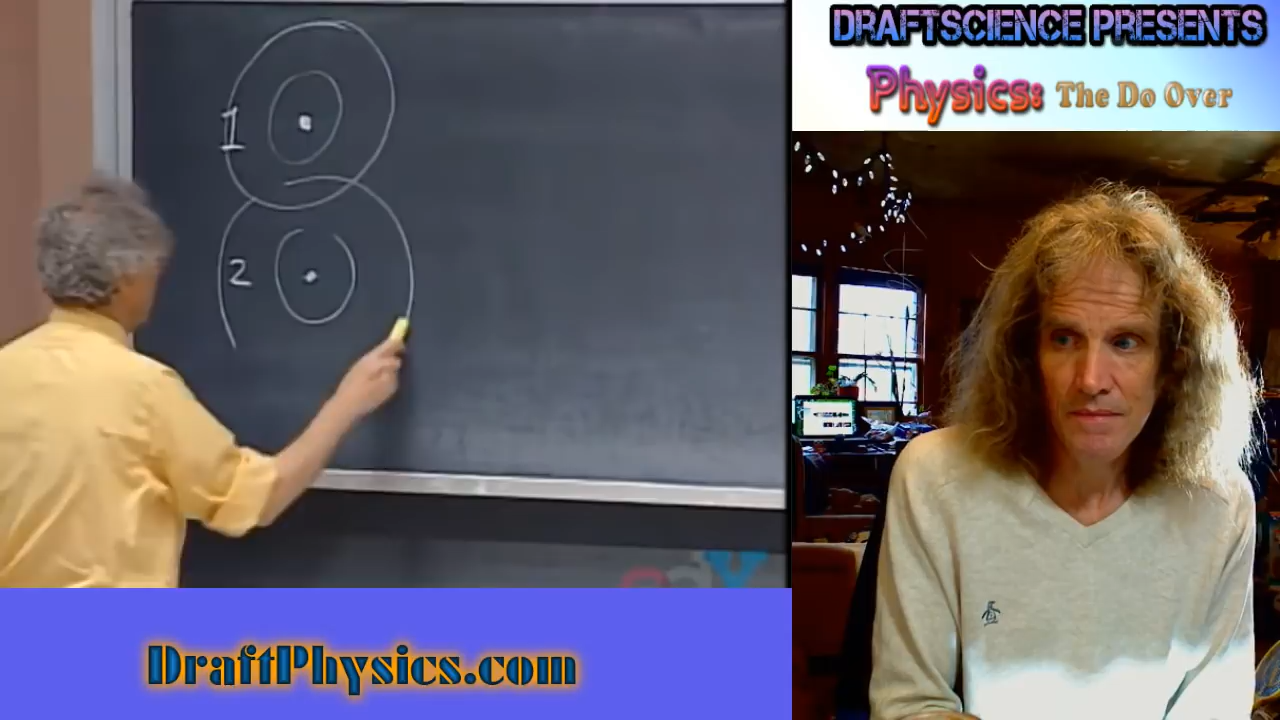 DRAFTSCIENCE PRESENTS
Physics: The Do Over
1
2
DraftPhysics.com